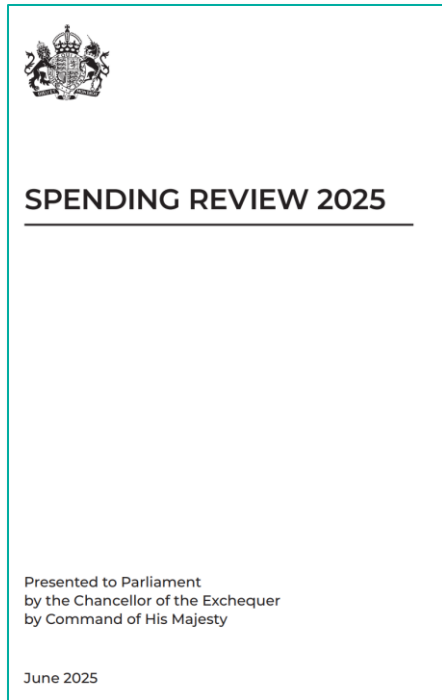 SPENDING REVIEW 2025
Presented to Parliament
by the Chancellor of the Exchequer
by Command of His Majesty
June 2025